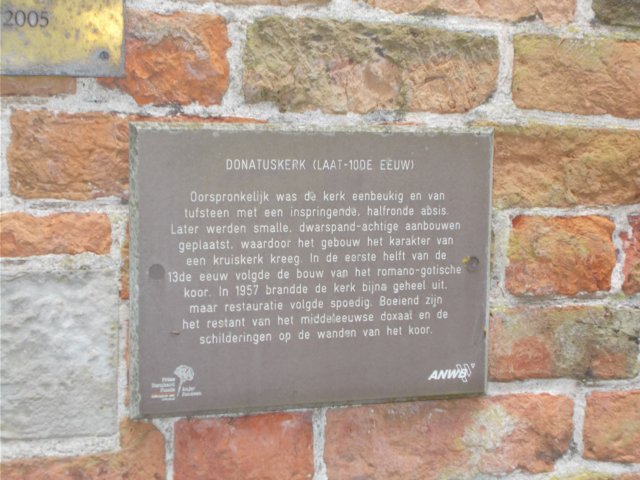 2005
DONATUSKERK (LAAT-10DE EEUW)
Oorspronkelijk was de kerk eenbeukig en van
tufsteen met een inspringende, halfronde absis.
Later werden smalle, dwarspand-achtige aanbouwen
geplaatst, waardoor het gebouw het karakter van
een kruiskerk kreeg. In de eerste helft van de
13de eeuw volgde de bouw van het romano-gotische
koor. In 1957 brandde de kerk bijna geheel uit,
maar restauratie volgde spoedig. Boeiend zijn
het restant van het middeleeuwse doxaal en de
schilderingen op de wanden van het koor.
Prins
Bernhard
Fonds
ANWB